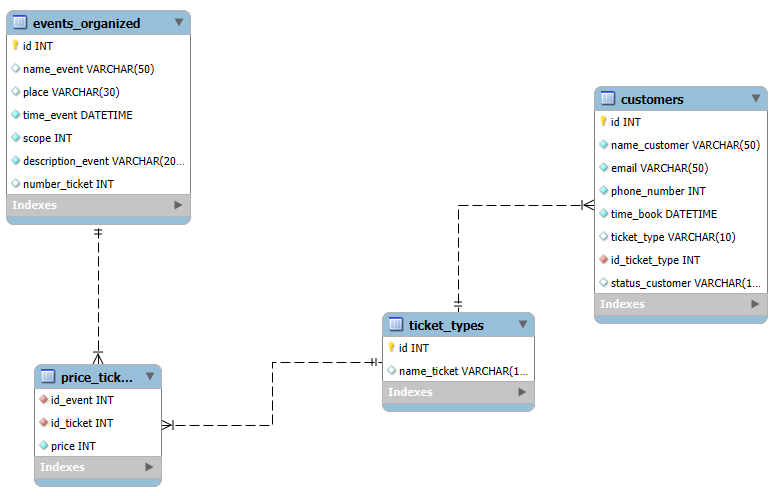 events_organized
id INT
name_event VARCHAR(50)
place VARCHAR(30)
time_event DATETIME
scope INT
description_event VARCHAR(20...
number_ticket INT
Indexes
customers
id INT
name_customer VARCHAR(50)
email VARCHAR(50)
phone_number INT
time_book DATETIME
ticket_type VARCHAR(10)
id_ticket_type INT
status_customer VARCHAR(1...
Indexes
ticket_types
id INT
name_ticket VARCHAR(1...
Indexes
price_tick...
id_event INT
id_ticket INT
price INT
Indexes